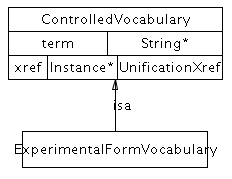 ControlledVocabulary
term String*
xref Instance* UnificationXref
isa
ExperimentalFormVocabulary